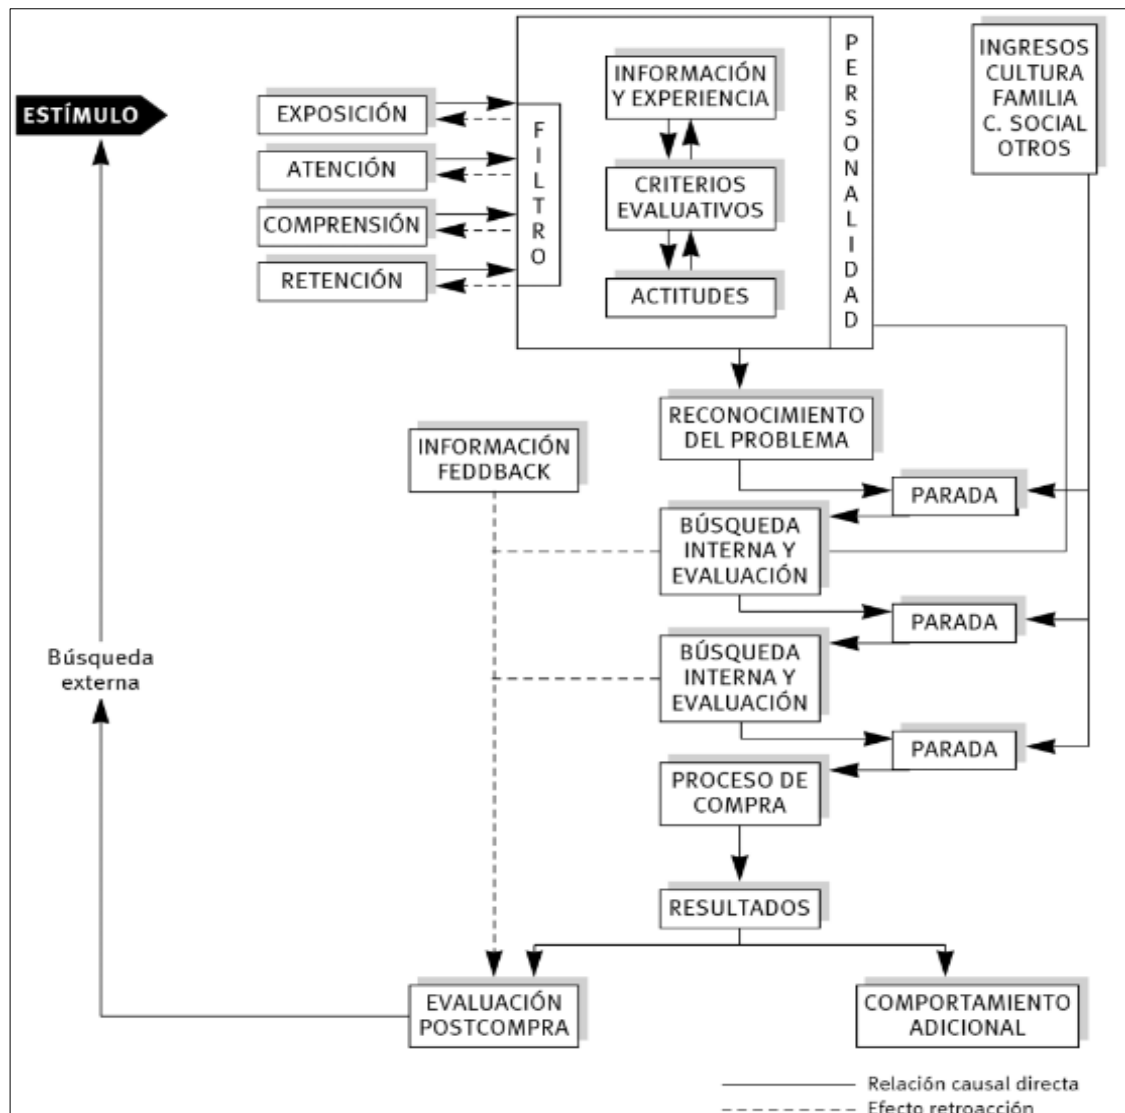 ESTÍMULO
EXPOSICIÓN
ATENCIÓN
COMPRENSIÓN
RETENCIÓN
FILTRO
INFORMACIÓN
Y EXPERIENCIA
CRITERIOS
EVALUATIVOS
ACTITUDES
PERSONALIDAD
INGRESOS
CULTURA
FAMILIA
C. SOCIAL
OTROS
RECONOCIMIENTO
DEL PROBLEMA
INFORMACIÓN
FEDDBACK
PARADA
BÚSQUEDA
INTERNA Y
EVALUACIÓN
PARADA
BÚSQUEDA
INTERNA Y
EVALUACIÓN
Búsqueda
externa
PARADA
PROCESO DE
COMPRA
RESULTADOS
EVALUACIÓN
POSTCOMPRA
COMPORTAMIENTO
ADICIONAL
Relación causal directa
Efecto retroacción